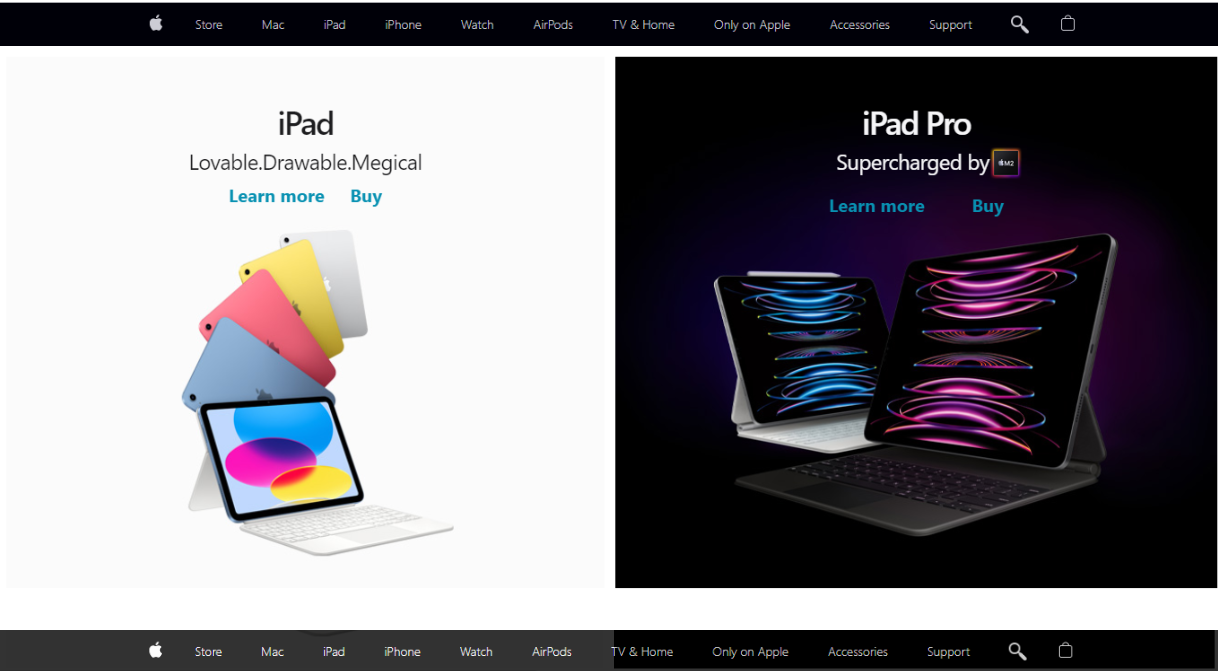 Store Mac iPad iPhone Watch AirPods TV & Home Only on Apple Accessories Support
iPad
Lovable.Drawable.Megical
Learn more Buy
iPad Pro
Supercharged by M2
Learn more Buy
Store Mac iPad iPhone Watch AirPods TV & Home Only on Apple Accessories Support